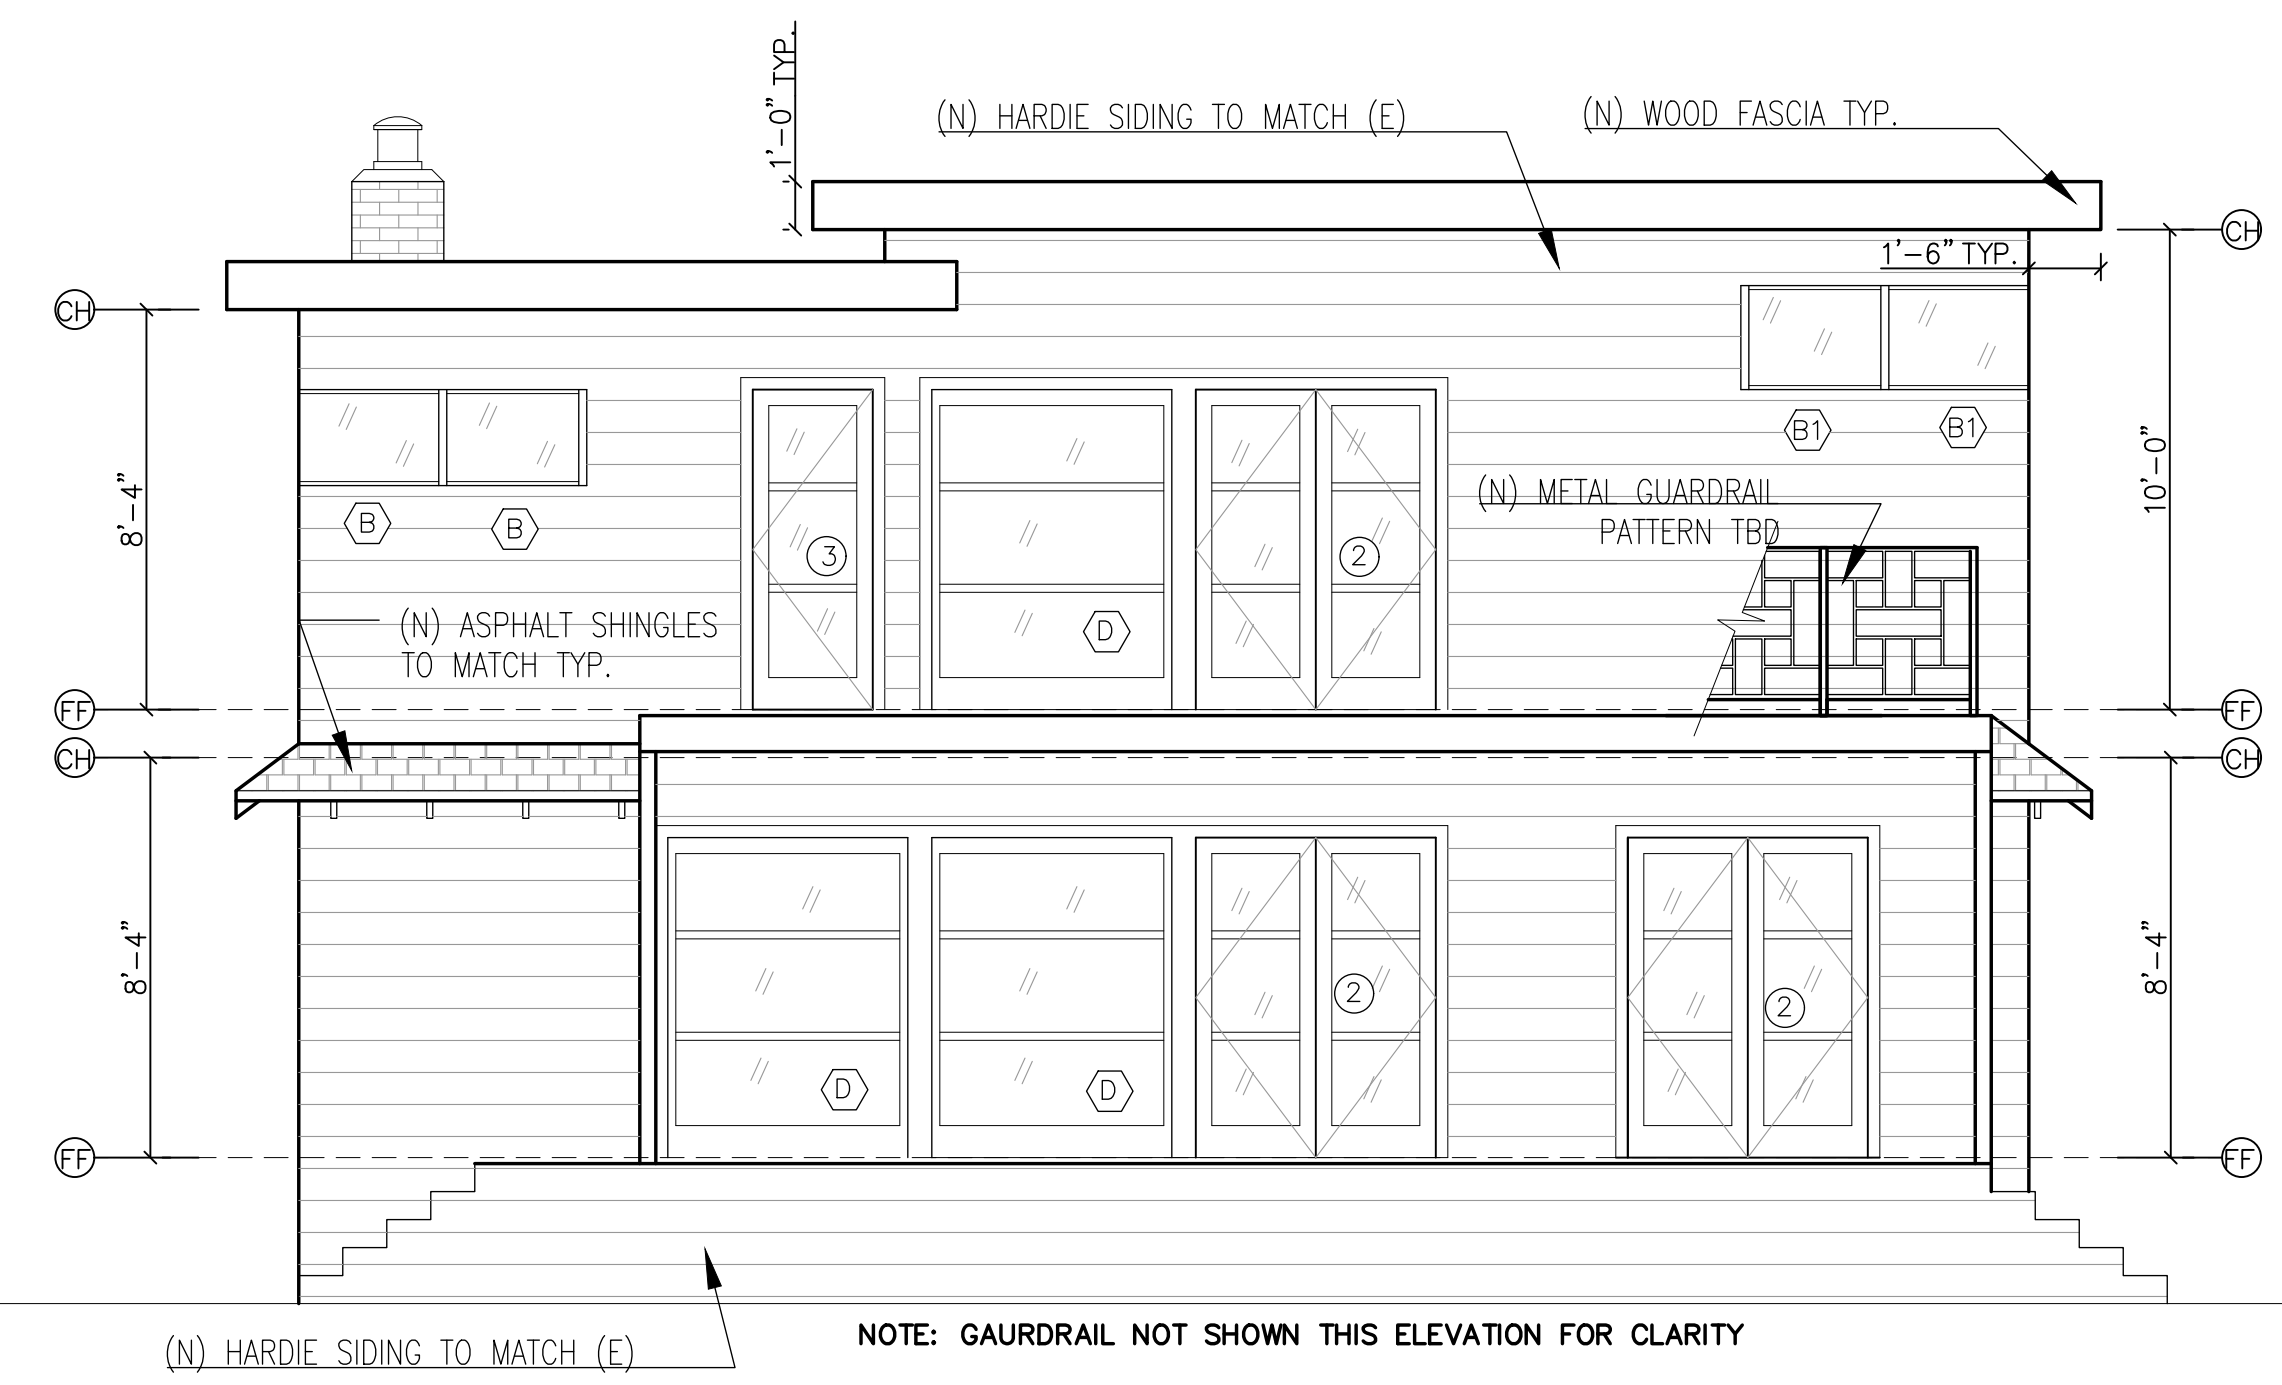 1'-0" TYP.
(N) HARDIE SIDING TO MATCH (E)
(N) WOOD FASCIA TYP.
CH
1'-6" TYP.
CH
B1
B1
8'-4"
10'-0"
B
B
(N) METAL GUARDRAIL
PATTERN TBD
3
2
D
(N) ASPHALT SHINGLES
TO MATCH TYP.
FF
FF
CH
CH
8'-4"
8'-4"
2
2
D
D
FF
FF
NOTE: GAURDRAIL NOT SHOWN THIS ELEVATION FOR CLARITY
(N) HARDIE SIDING TO MATCH (E)